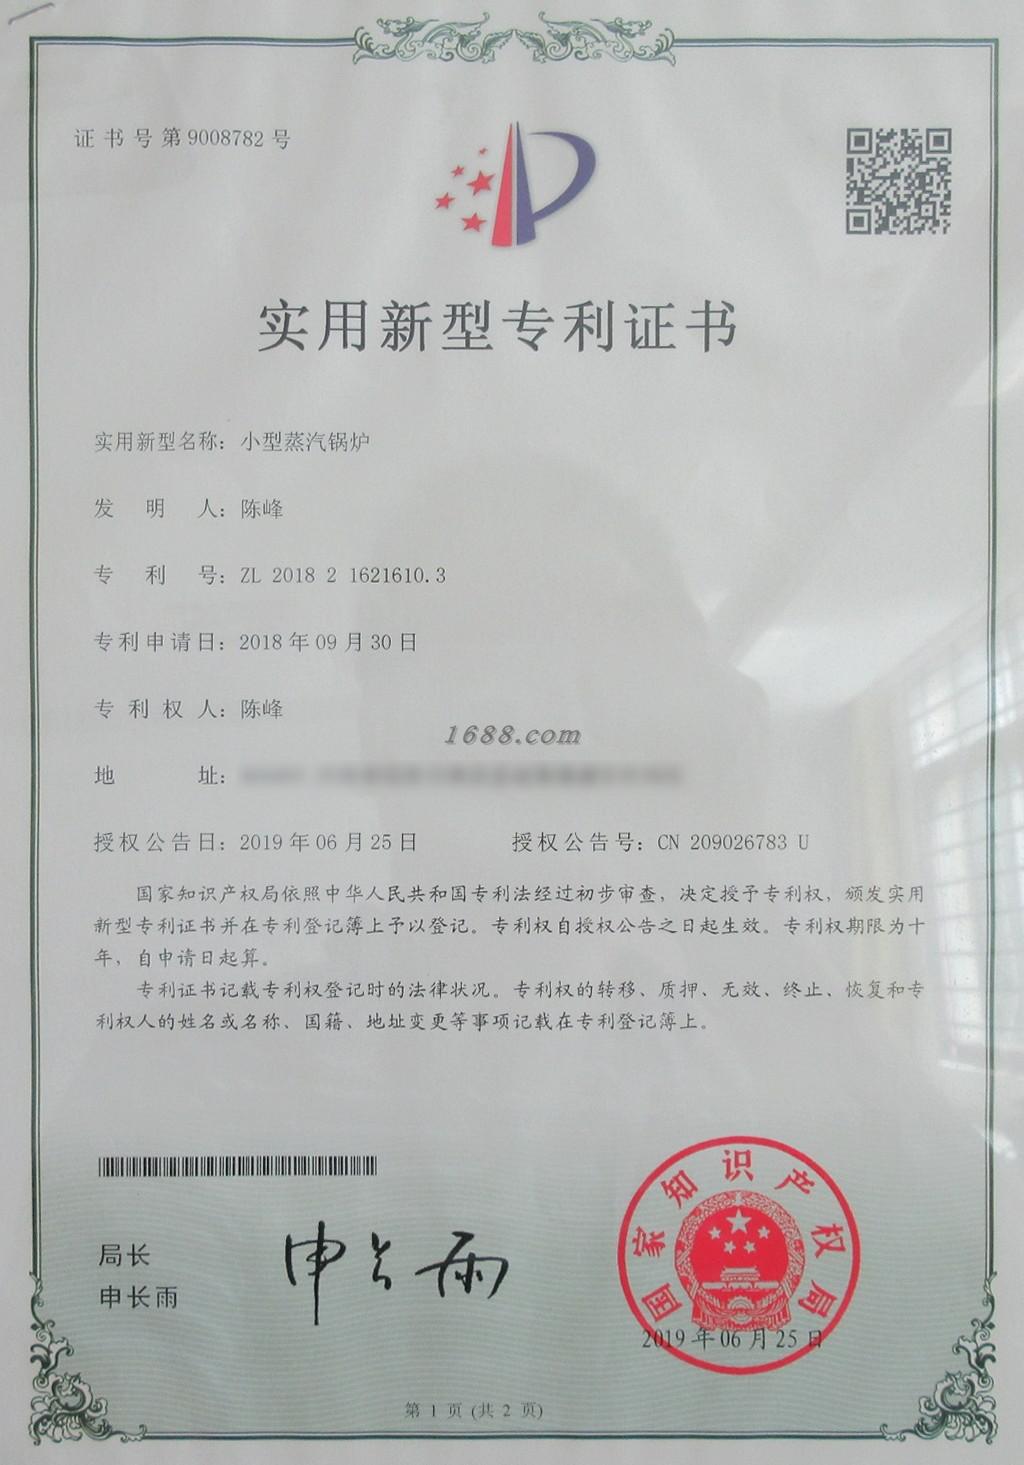 证书号第9008782号
实用新型专利证书
实用新型名称：小型蒸汽锅炉
发明人：陈峰
专利号：ZL 2018 2 1621610.3
专利申请日：2018年09月30日
专利权人：陈峰
1688.com
地址：
授权公告日：2019年06月25日 授权公告号：CN 209026783 U
国家知识产权局依照中华人民共和国专利法经过初步审查，决定授予专利权，颁发实用
新型专利证书并在专利登记簿上予以登记。专利权自授权公告之日起生效。专利权期限为十
年，自申请日起算。
专利证书记载专利权登记时的法律状况。专利权的转移、质押、无效、终止、恢复和专
利权人的姓名或名称、国籍、地址变更等事项记载在专利登记簿上。
局长
申长雨
申长雨
国家知识产权局
2019年06月25日
第 1 页 (共 2 页)